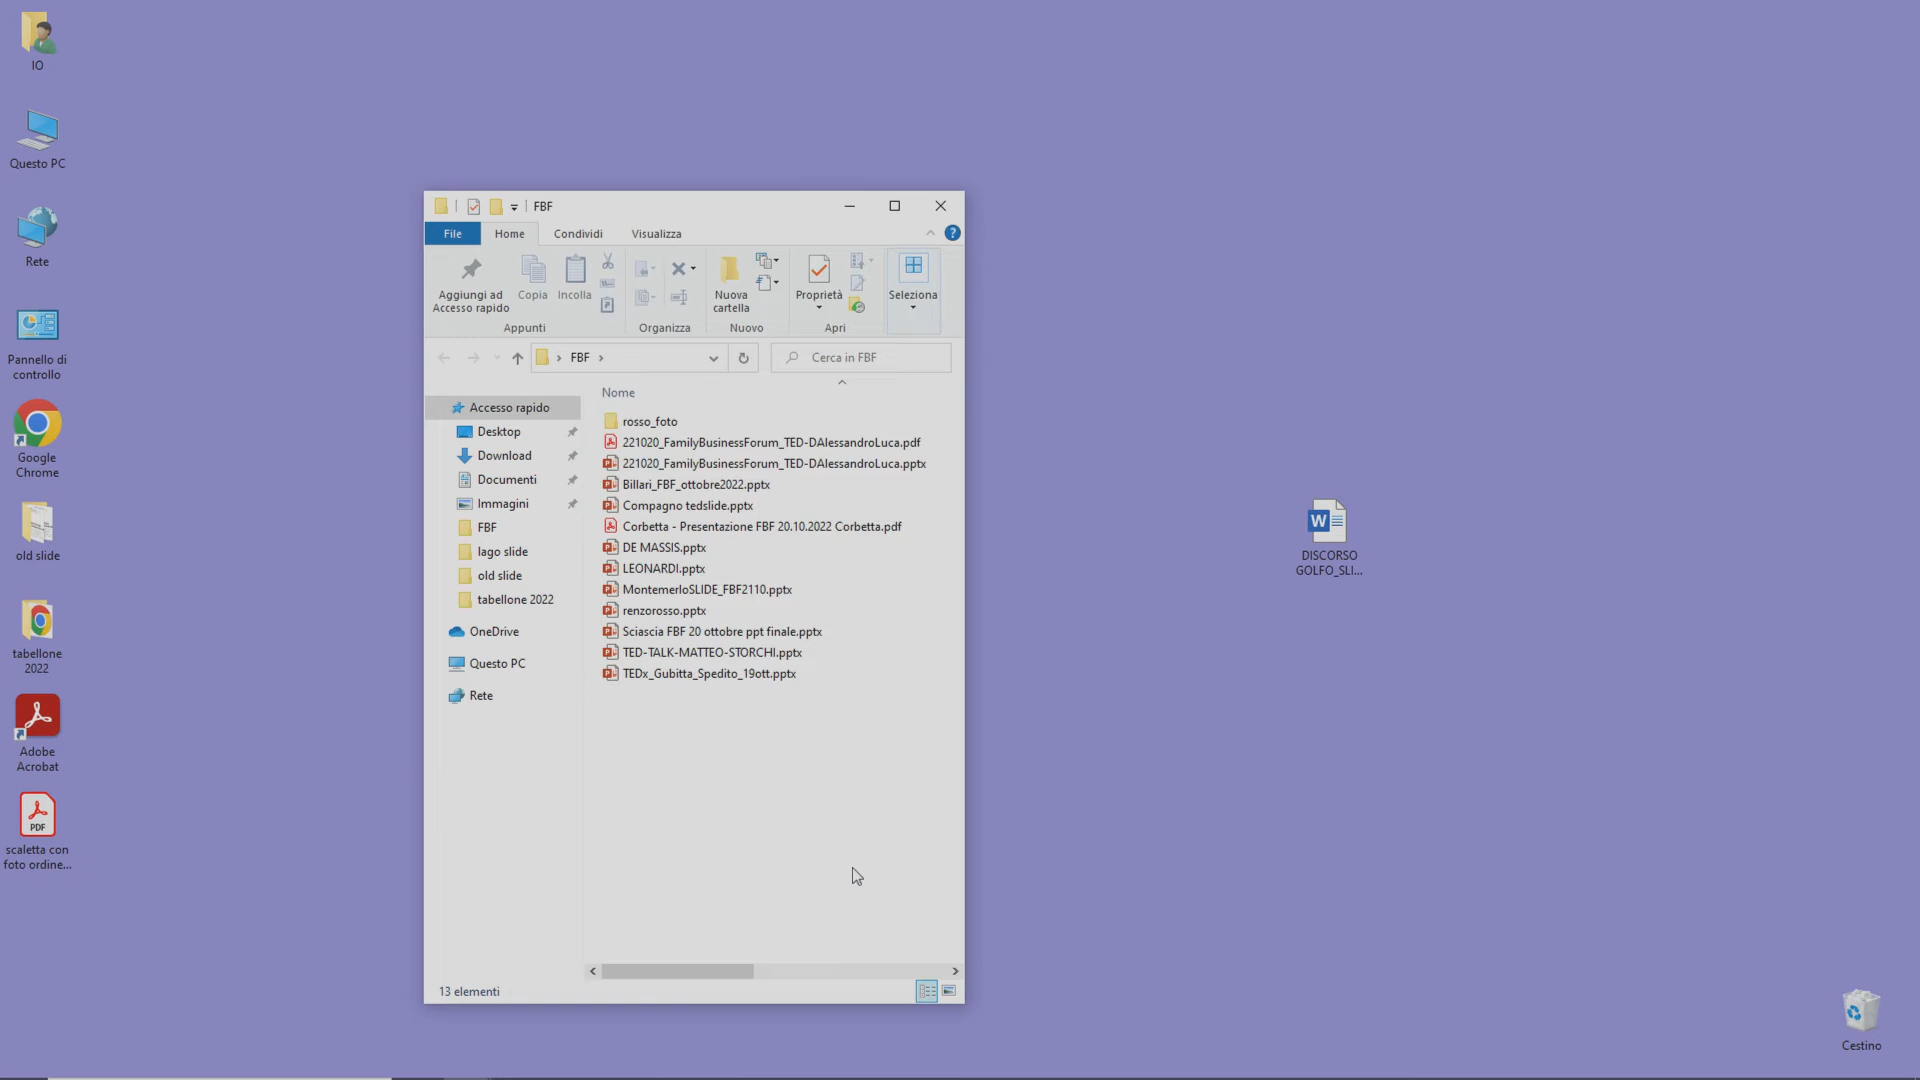 IO
Questo PC
Rete
Pannello di
controllo
Google
Chrome
old slide
tabellone
2022
Adobe
Acrobat
PDF
scaletta con
foto ordine...
FBF
File Home Condividi Visualizza
?
Aggiungi ad
Accesso rapido
Copia
Incolla
Appunti
Organizza
Nuova
cartella
Nuovo
Proprietà
Apri
Seleziona
FBF
Cerca in FBF
Accesso rapido
Desktop
Download
Documenti
Immagini
FBF
lago slide
old slide
tabellone 2022
OneDrive
Questo PC
Rete
Nome
rosso_foto
221020_FamilyBusinessForum_TED-DAlessandroLuca.pdf
221020_FamilyBusinessForum_TED-DAlessandroLuca.pptx
Billari_FBF_ottobre2022.pptx
Compagno tedslide.pptx
Corbetta - Presentazione FBF 20.10.2022 Corbetta.pdf
DE MASSIS.pptx
LEONARDI.pptx
MontemerloSLIDE_FBF2110.pptx
renzorosso.pptx
Sciascia FBF 20 ottobre ppt finale.pptx
TED-TALK-MATTEO-STORCHI.pptx
TEDx_Gubitta_Spedito_19ott.pptx
13 elementi
W
DISCORSO
GOLFO_SLI...
Cestino